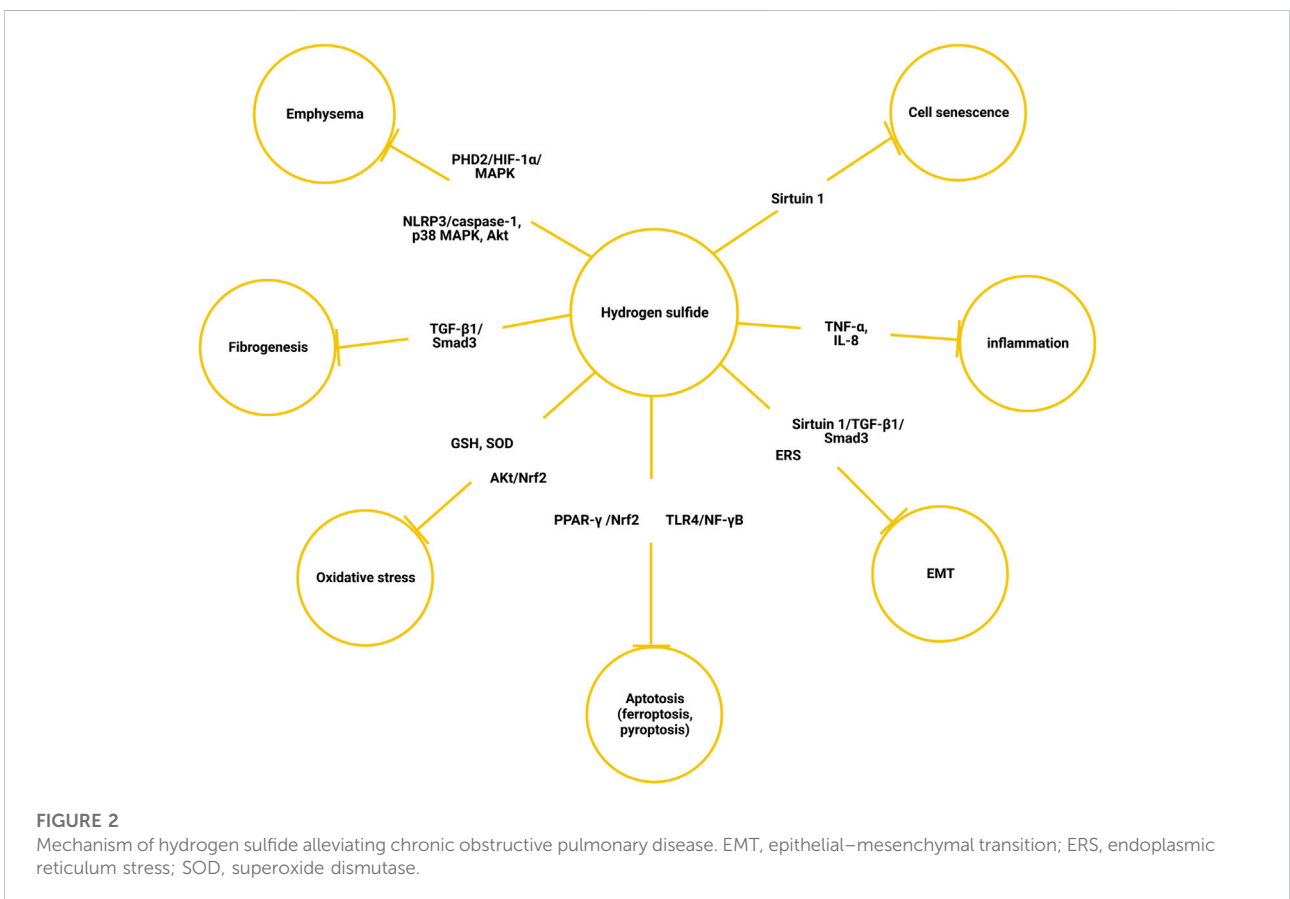 Emphysema
Cell senescence
PHD2/HIF-1α/
MAPK
Sirtuin 1
NLRP3/caspase-1,
p38 MAPK, Akt
Hydrogen sulfide
Fibrogenesis
TGF-β1/
Smad3
TNF-α,
IL-8
inflammation
GSH, SOD
AKt/Nrf2
Sirtuin 1/TGF-β1/
Smad3
ERS
PPAR-γ /Nrf2
TLR4/NF-γB
Oxidative stress
EMT
Aptotosis
(ferroptosis,
pyroptosis)
FIGURE 2
Mechanism of hydrogen sulfide alleviating chronic obstructive pulmonary disease. EMT, epithelial–mesenchymal transition; ERS, endoplasmic
reticulum stress; SOD, superoxide dismutase.